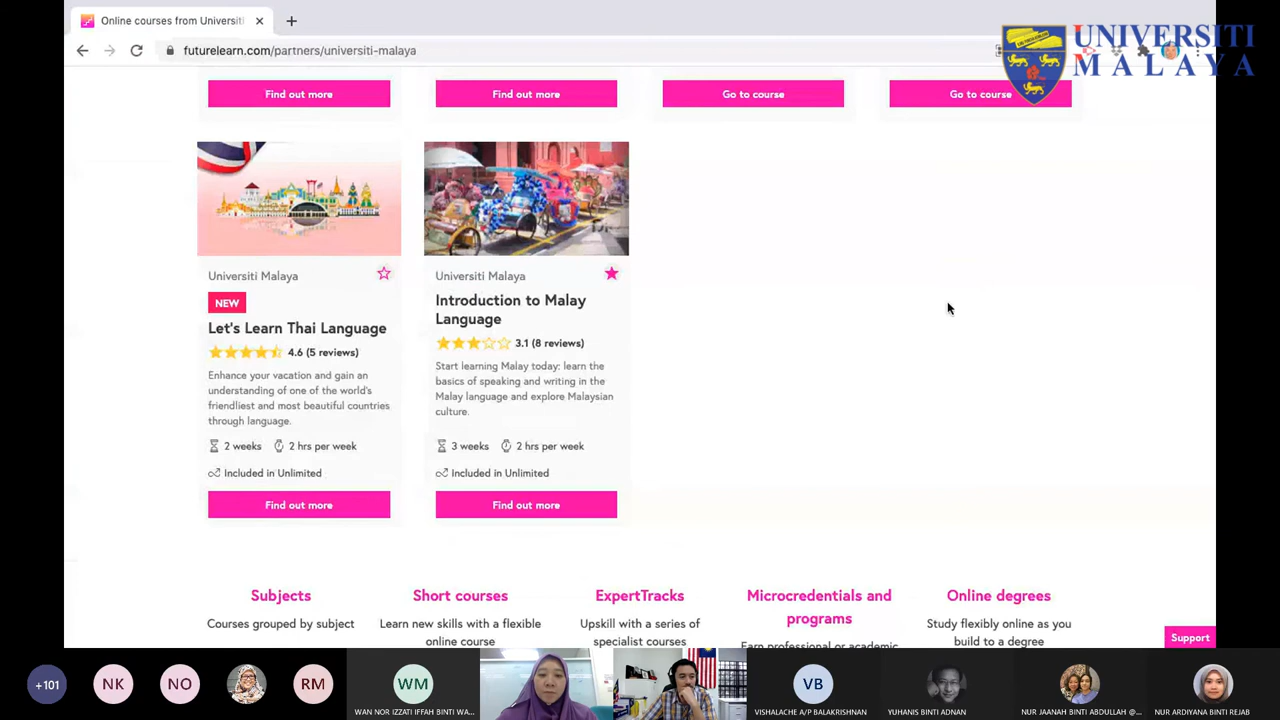 Online courses from Universiti
futurelearn.com/partners/universiti-malaya
UNIVERSITI
MALAYA
Find out more
Find out more
Go to course
Go to course
Universiti Malaya
NEW
Let's Learn Thai Language
4.6 (5 reviews)
Enhance your vacation and gain an
understanding of one of the world's
friendliest and most beautiful countries
through language.
2 weeks 2 hrs per week
Included in Unlimited
Find out more
Universiti Malaya
Introduction to Malay
Language
3.1 (8 reviews)
Start learning Malay today: learn the
basics of speaking and writing in the
Malay language and explore Malaysian
culture.
3 weeks 2 hrs per week
Included in Unlimited
Find out more
Subjects
Courses grouped by subject
Short courses
Learn new skills with a flexible
online course
ExpertTracks
Upskill with a series of
specialist courses
Microcredentials and
programs
Earn professional or academic
Online degrees
Study flexibly online as you
build to a degree
Support
+101
NK
NO
RM
WM
WAN NOR IZZATI IFFAH BINTI WA...
VB
VISHALACHE A/P BALAKRISHNAN
YUHANIS BINTI ADNAN
NUR JAANAH BINTI ABDULLAH @...
NUR ARDIYANA BINTI REJAB